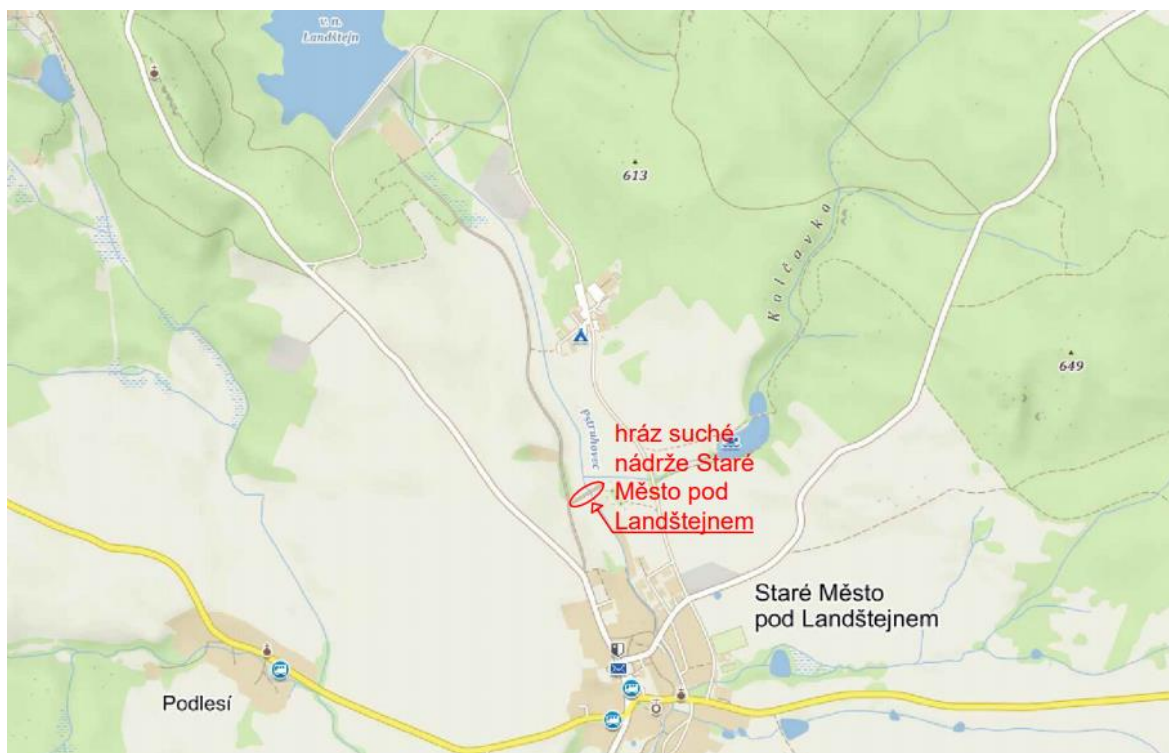 v. n.
Landštejn
613
Kolčavka
649
Pstruhovec
hráz suché
nádrže Staré
Město pod
Landštejnem
Staré Město
pod Landštejnem
Podlesí